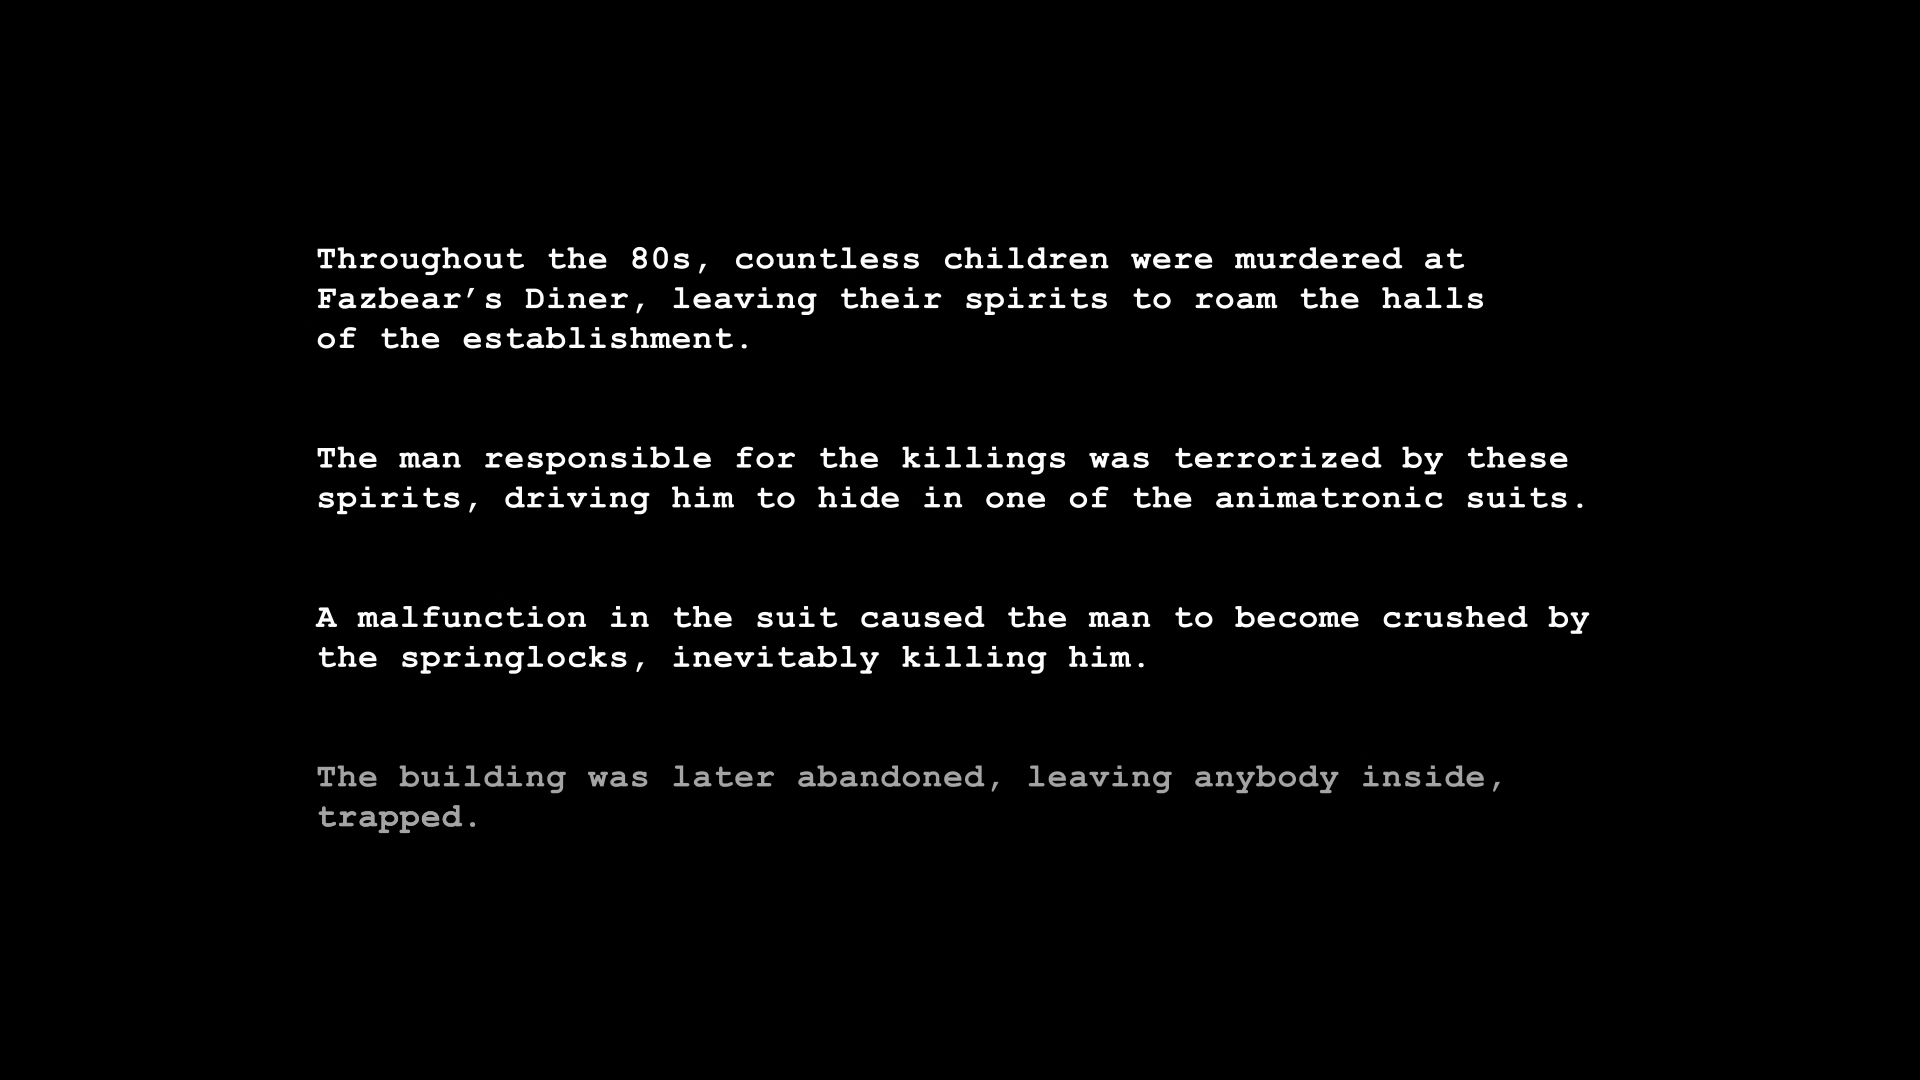 Throughout the 80s, countless children were murdered at
Fazbear’s Diner, leaving their spirits to roam the halls
of the establishment.
The man responsible for the killings was terrorized by these
spirits, driving him to hide in one of the animatronic suits.
A malfunction in the suit caused the man to become crushed by
the springlocks, inevitably killing him.
The building was later abandoned, leaving anybody inside,
trapped.